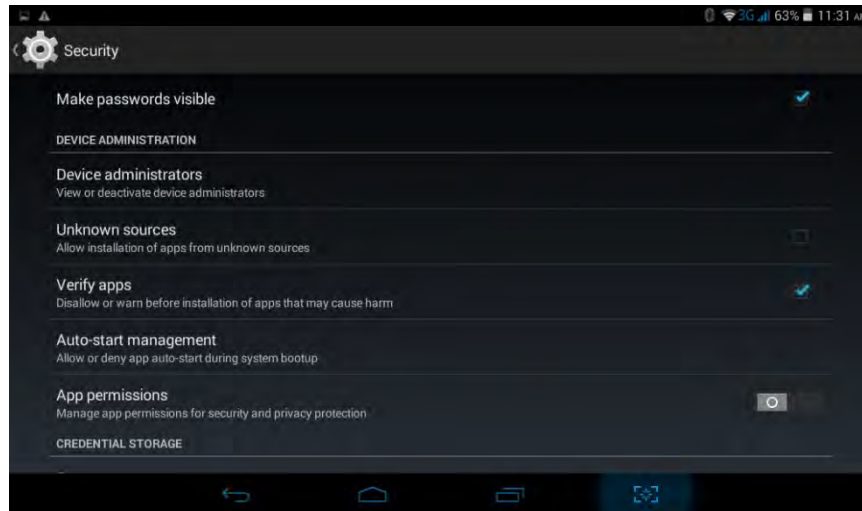 3G 63% 11:31 A
Security
Make passwords visible
DEVICE ADMINISTRATION
Device administrators
View or deactivate device administrators
Unknown sources
Allow installation of apps from unknown sources
Verify apps
Disallow or warn before installation of apps that may cause harm
Auto-start management
Allow or deny app auto-start during system bootup
App permissions
Manage app permissions for security and privacy protection
CREDENTIAL STORAGE